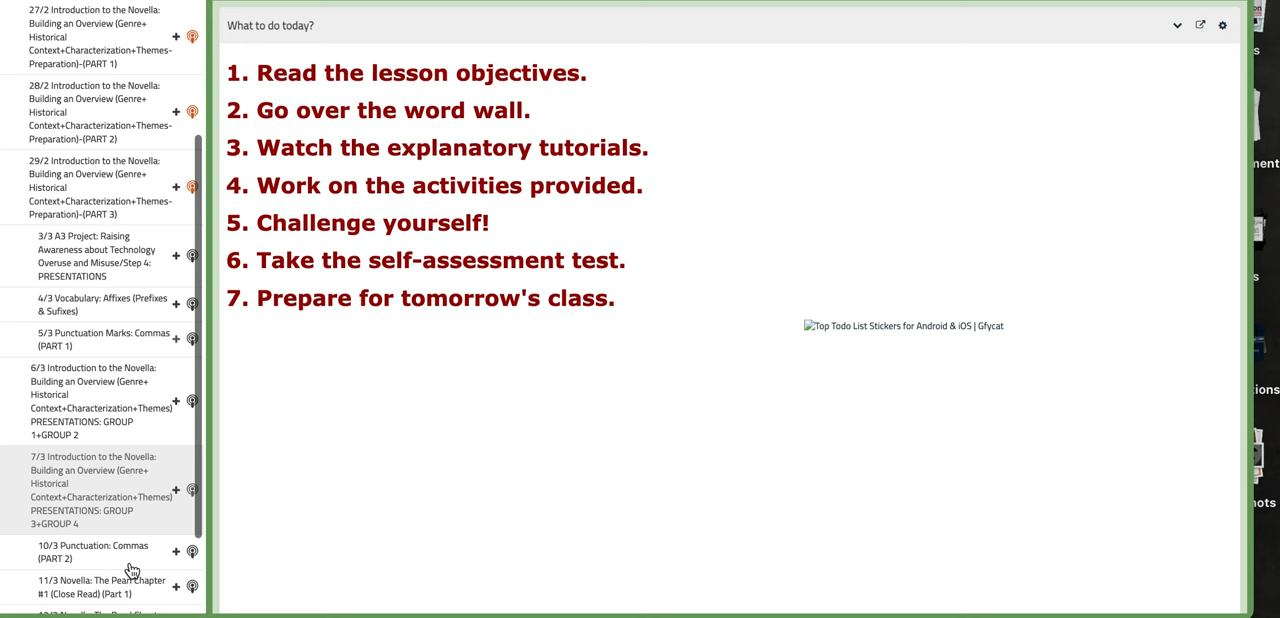 27/2 Introduction to the Novella:
Building an Overview (Genre+
Historical
Context+Characterization+Themes-
Preparation)-(PART 1)
28/2 Introduction to the Novella:
Building an Overview (Genre+
Historical
Context+Characterization+Themes-
Preparation)-(PART 2)
29/2 Introduction to the Novella:
Building an Overview (Genre+
Historical
Context+Characterization+Themes-
Preparation)-(PART 3)
3/3 A3 Project: Raising
Awareness about Technology
Overuse and Misuse/Step 4:
PRESENTATIONS
4/3 Vocabulary: Affixes (Prefixes
& Sufixes)
5/3 Punctuation Marks: Commas
(PART 1)
6/3 Introduction to the Novella:
Building an Overview (Genre+
Historical
Context+Characterization+Themes)
PRESENTATIONS: GROUP
1+GROUP 2
7/3 Introduction to the Novella:
Building an Overview (Genre+
Historical
Context+Characterization+Themes)
PRESENTATIONS: GROUP
3+GROUP 4
10/3 Punctuation: Commas
(PART 2)
11/3 Novella: The Pearl Chapter
#1 (Close Read) (Part 1)
What to do today?
1. Read the lesson objectives.
2. Go over the word wall.
3. Watch the explanatory tutorials.
4. Work on the activities provided.
5. Challenge yourself!
6. Take the self-assessment test.
7. Prepare for tomorrow's class.
Top Todo List Stickers for Android & iOS | Gfycat